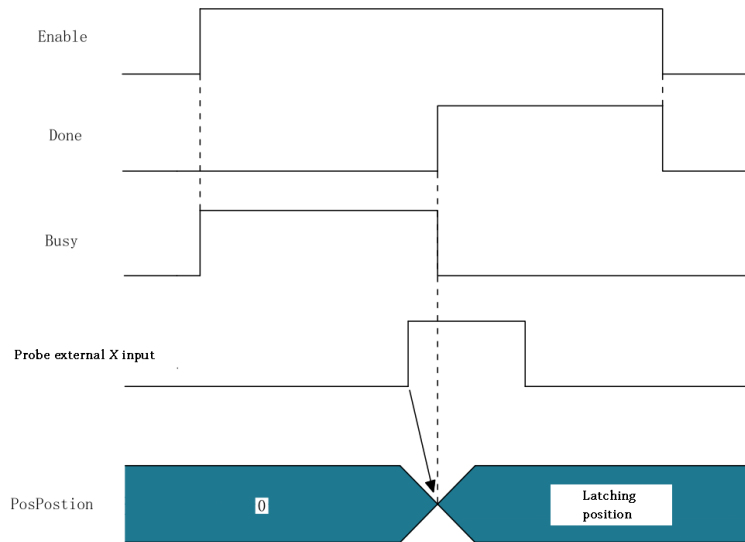 Enable
Done
Busy
Probe external X input
PosPostion
0
Latching
position